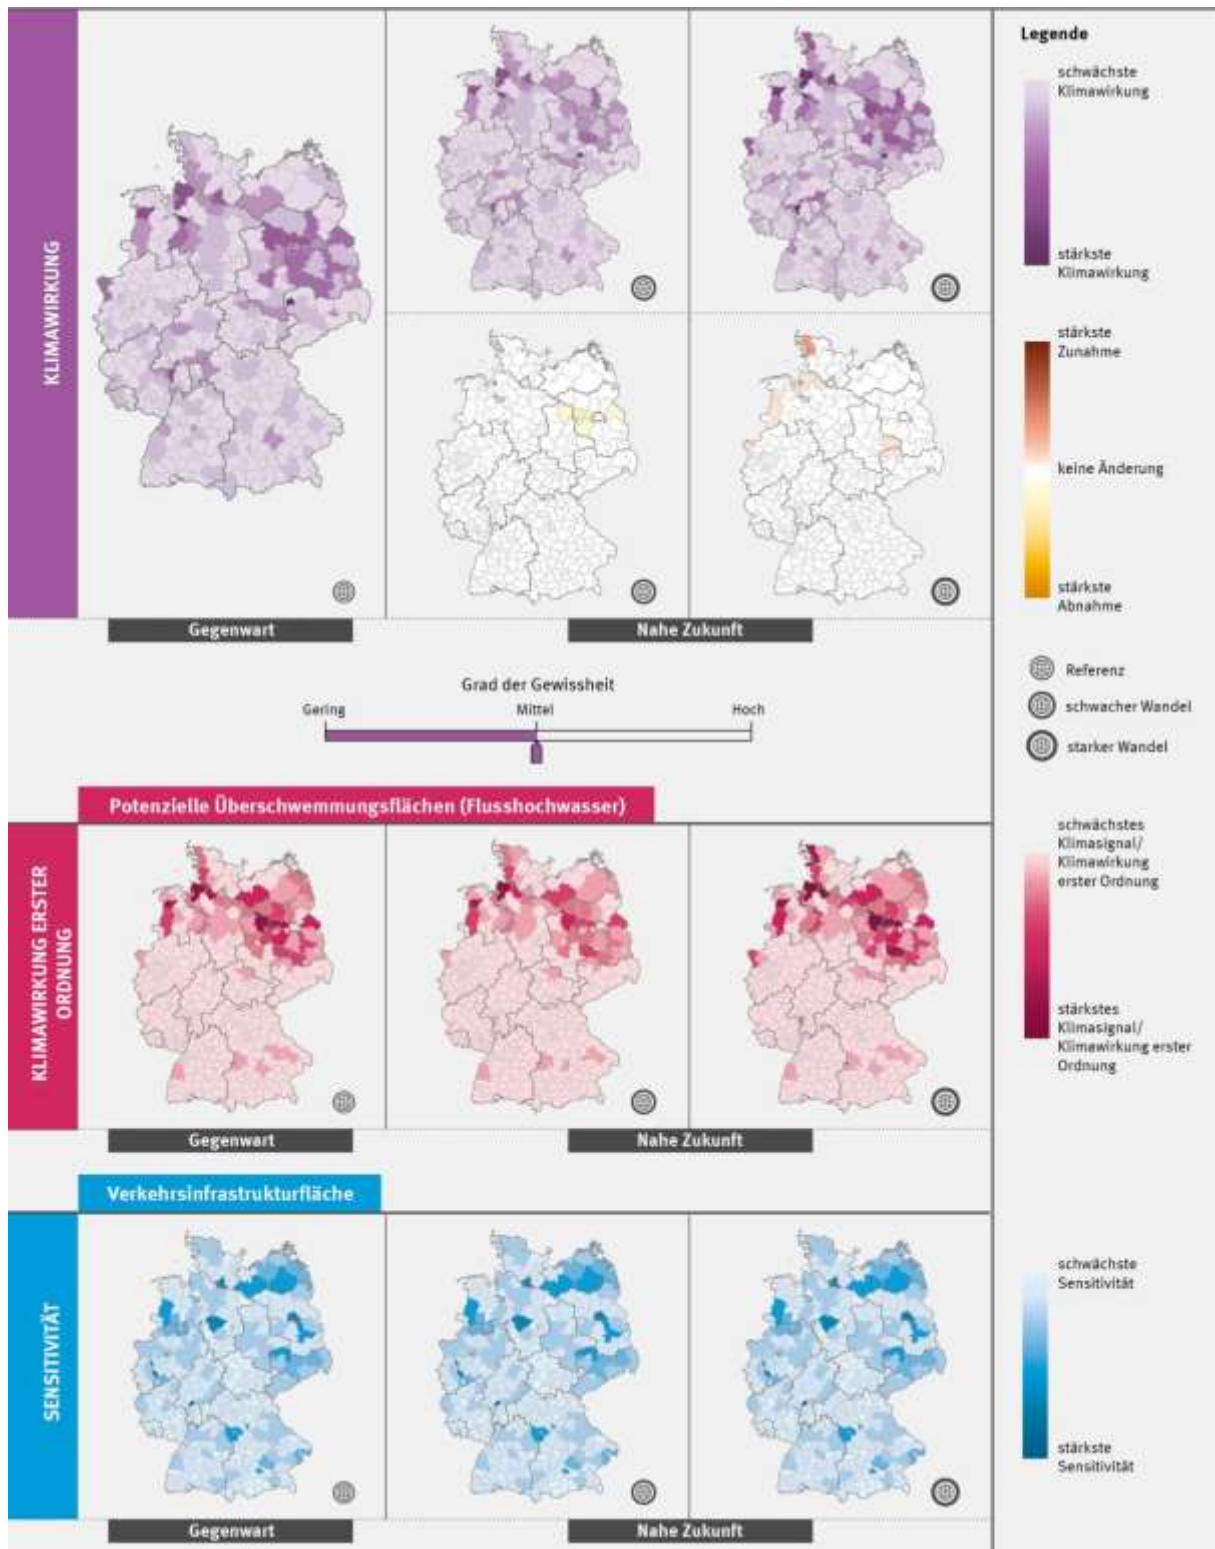 KLIMAWIRKUNG
Gegenwart
Nahe Zukunft
Grad der Gewissheit
Gering
Mittel
Hoch
Potenzielle Überschwemmungsflächen (Flusshochwasser)
KLIMAWIRKUNG ERSTER
ORDNUNG
Gegenwart
Nahe Zukunft
Verkehrsinfrastrukturfläche
SENSITIVITÄT
Gegenwart
Nahe Zukunft
Legende
schwächste
Klimawirkung
stärkste
Klimawirkung
stärkste
Zunahme
keine Änderung
stärkste
Abnahme
Referenz
schwacher Wandel
starker Wandel
schwächstes
Klimasignal/
Klimawirkung
erster Ordnung
stärkstes
Klimasignal/
Klimawirkung erster
Ordnung
schwächste
Sensitivität
stärkste
Sensitivität